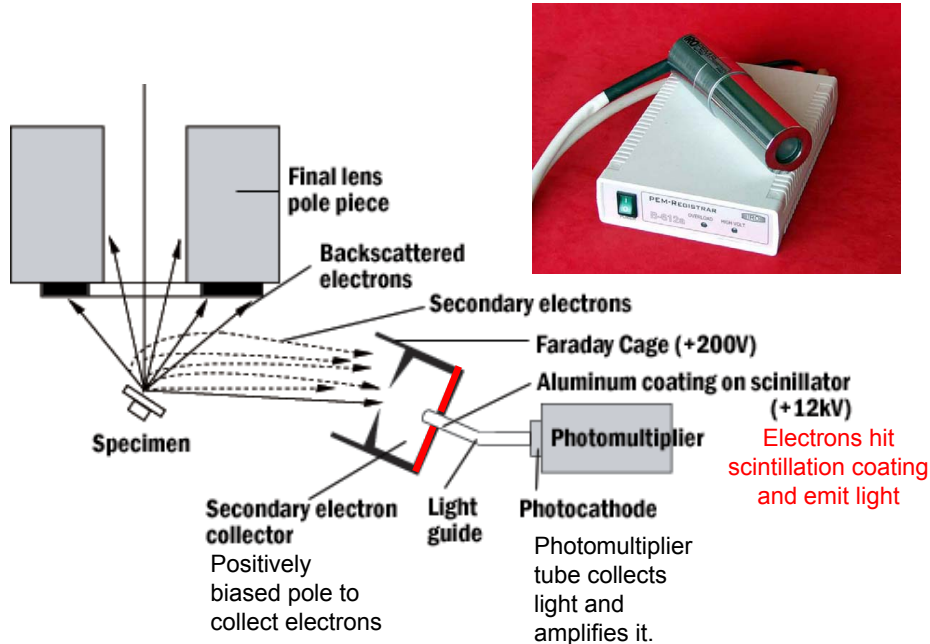 Final lens
pole piece
Backscattered
electrons
Secondary electrons
Faraday Cage (+200V)
Aluminum coating on scinillator
(+12kV)
Electrons hit
scintillation coating
and emit light
Specimen
Photomultiplier
Secondary electron
collector
Positively
biased pole to
collect electrons
Light
guide
Photocathode
Photomultiplier
tube collects
light and
amplifies it.
PEM-REGISTRAR
B-612a
OVERLOAD HIGH VOLT